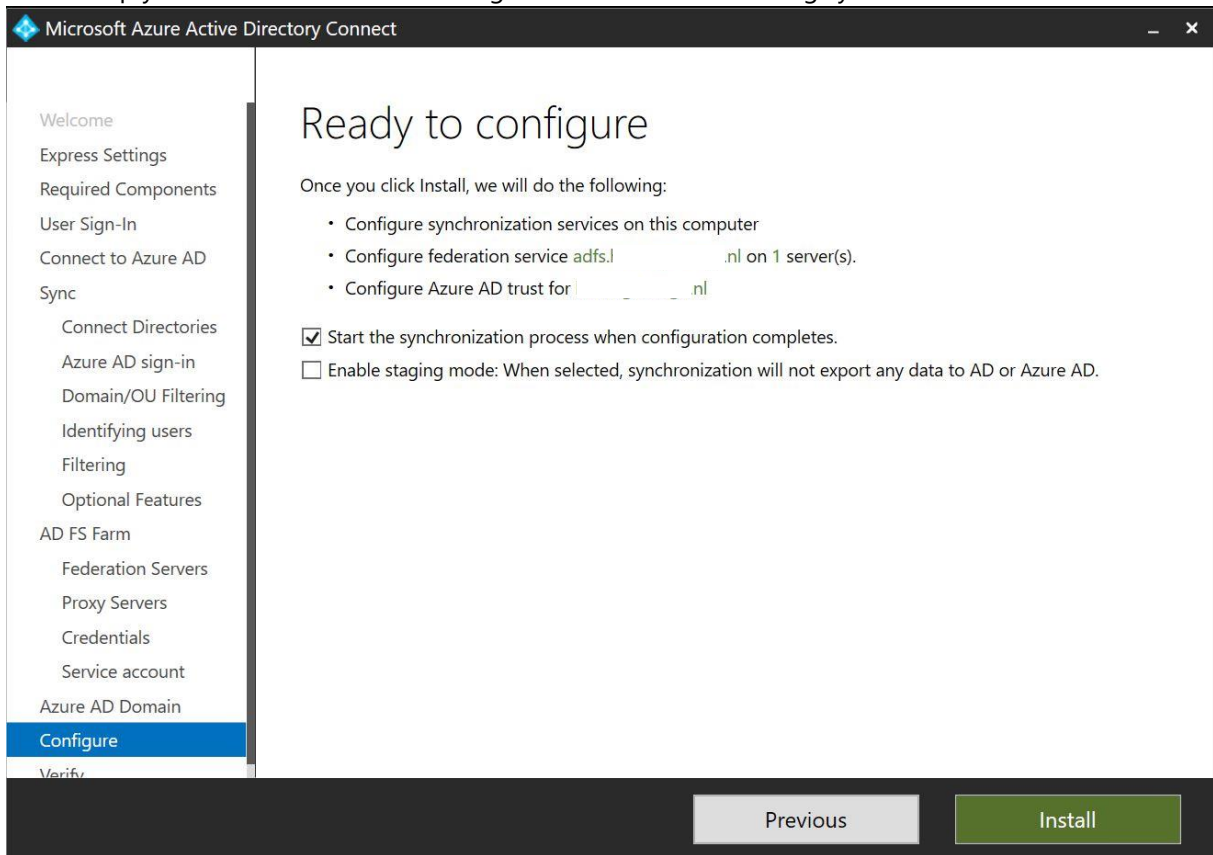 Microsoft Azure Active Directory Connect
Welcome
Express Settings
Required Components
User Sign-In
Connect to Azure AD
Sync
Connect Directories
Azure AD sign-in
Domain/OU Filtering
Identifying users
Filtering
Optional Features
AD FS Farm
Federation Servers
Proxy Servers
Credentials
Service account
Azure AD Domain
Configure
Verify
Ready to configure
Once you click Install, we will do the following:
• Configure synchronization services on this computer
• Configure federation service adfs. .nl on 1 server(s).
• Configure Azure AD trust for .nl
Start the synchronization process when configuration completes.
Enable staging mode: When selected, synchronization will not export any data to AD or Azure AD.
Previous
Install